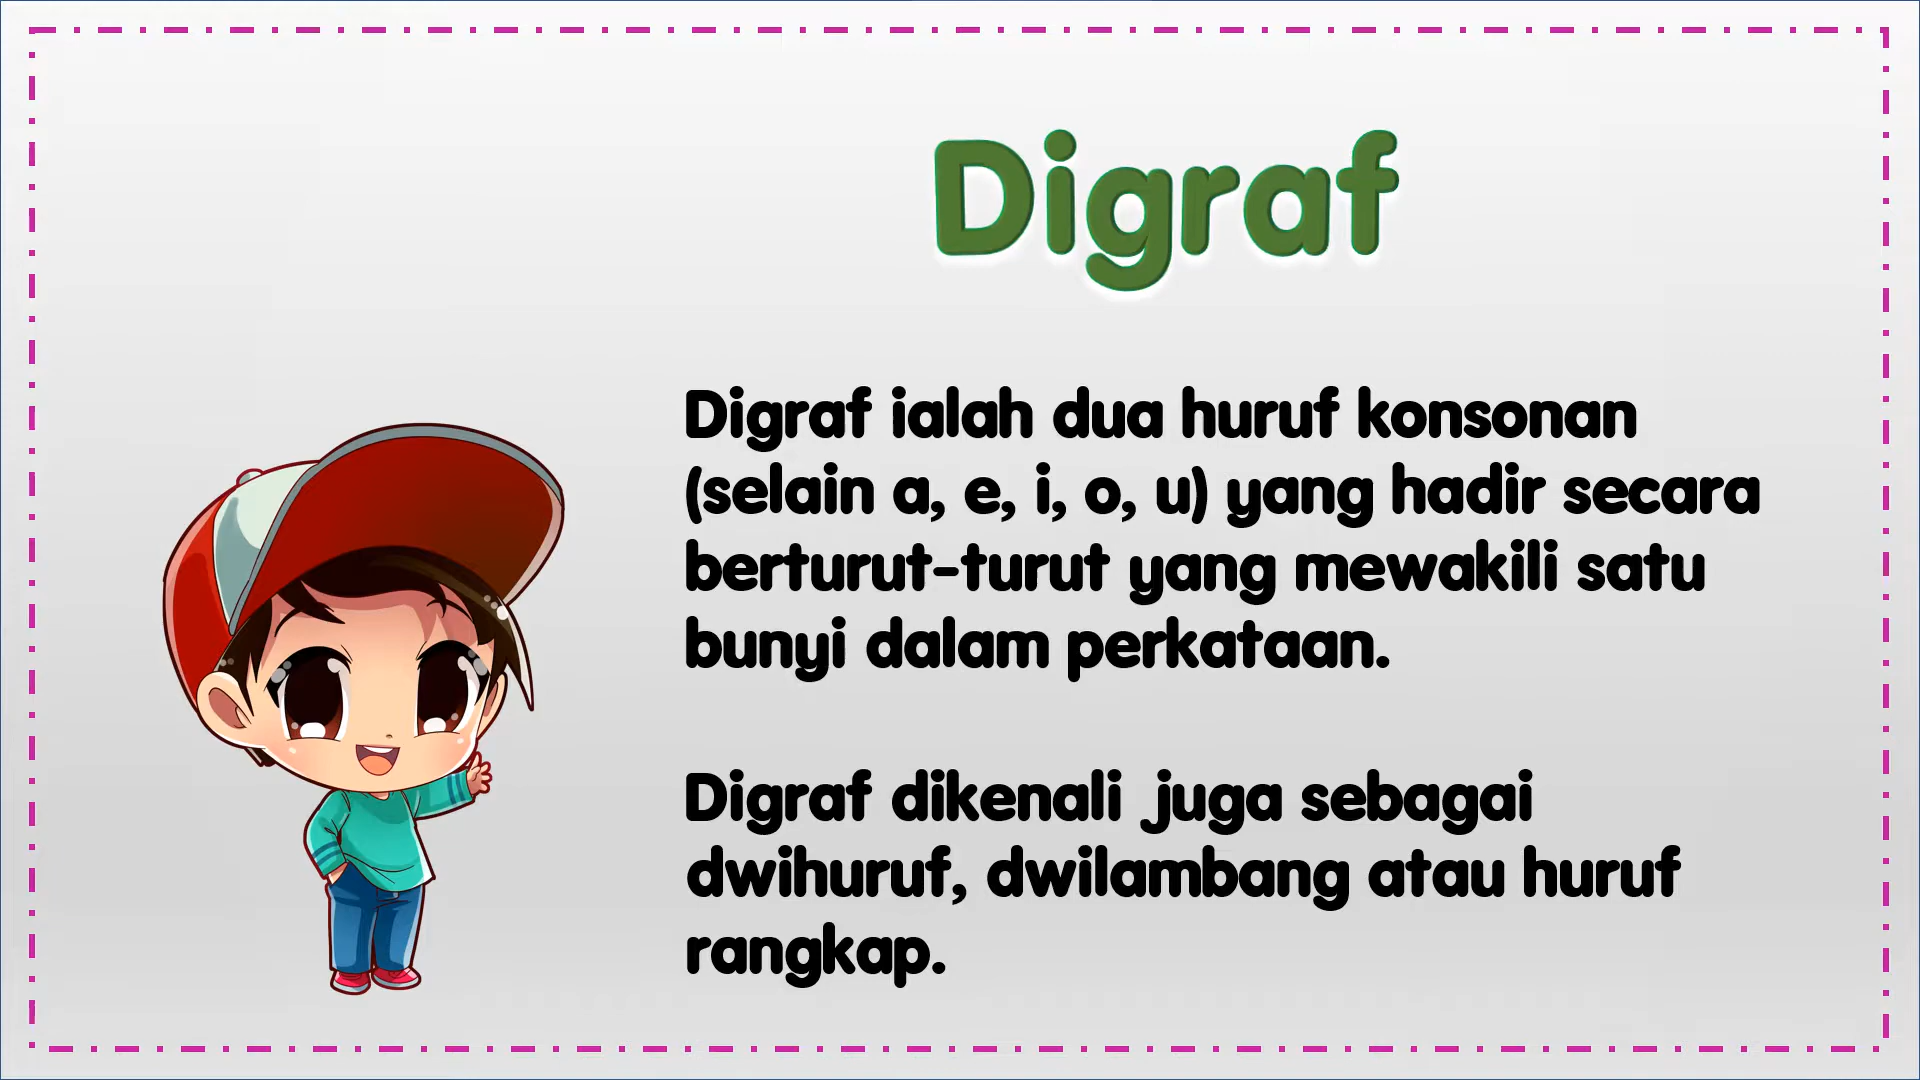 Digraf
Digraf ialah dua huruf konsonan
(selain a, e, i, o, u) yang hadir secara
berturut-turut yang mewakili satu
bunyi dalam perkataan.
Digraf dikenali juga sebagai
dwihuruf, dwilambang atau huruf
rangkap.